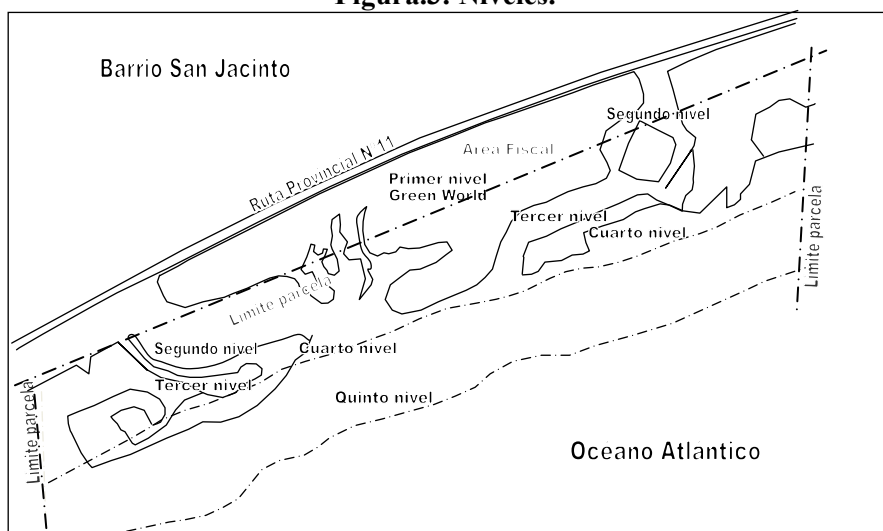 Figura.3: Niveles.
Barrio San Jacinto
Segundo nivel
Area Fiscal
Ruta Provincial N°11
Primer nivel
Green World
Tercer nivel
Cuarto nivel
Limite parcela
Limite parcela
Segundo nivel
Cuarto nivel
Tercer nivel
Quinto nivel
Limite parcela
Oceano Atlantico